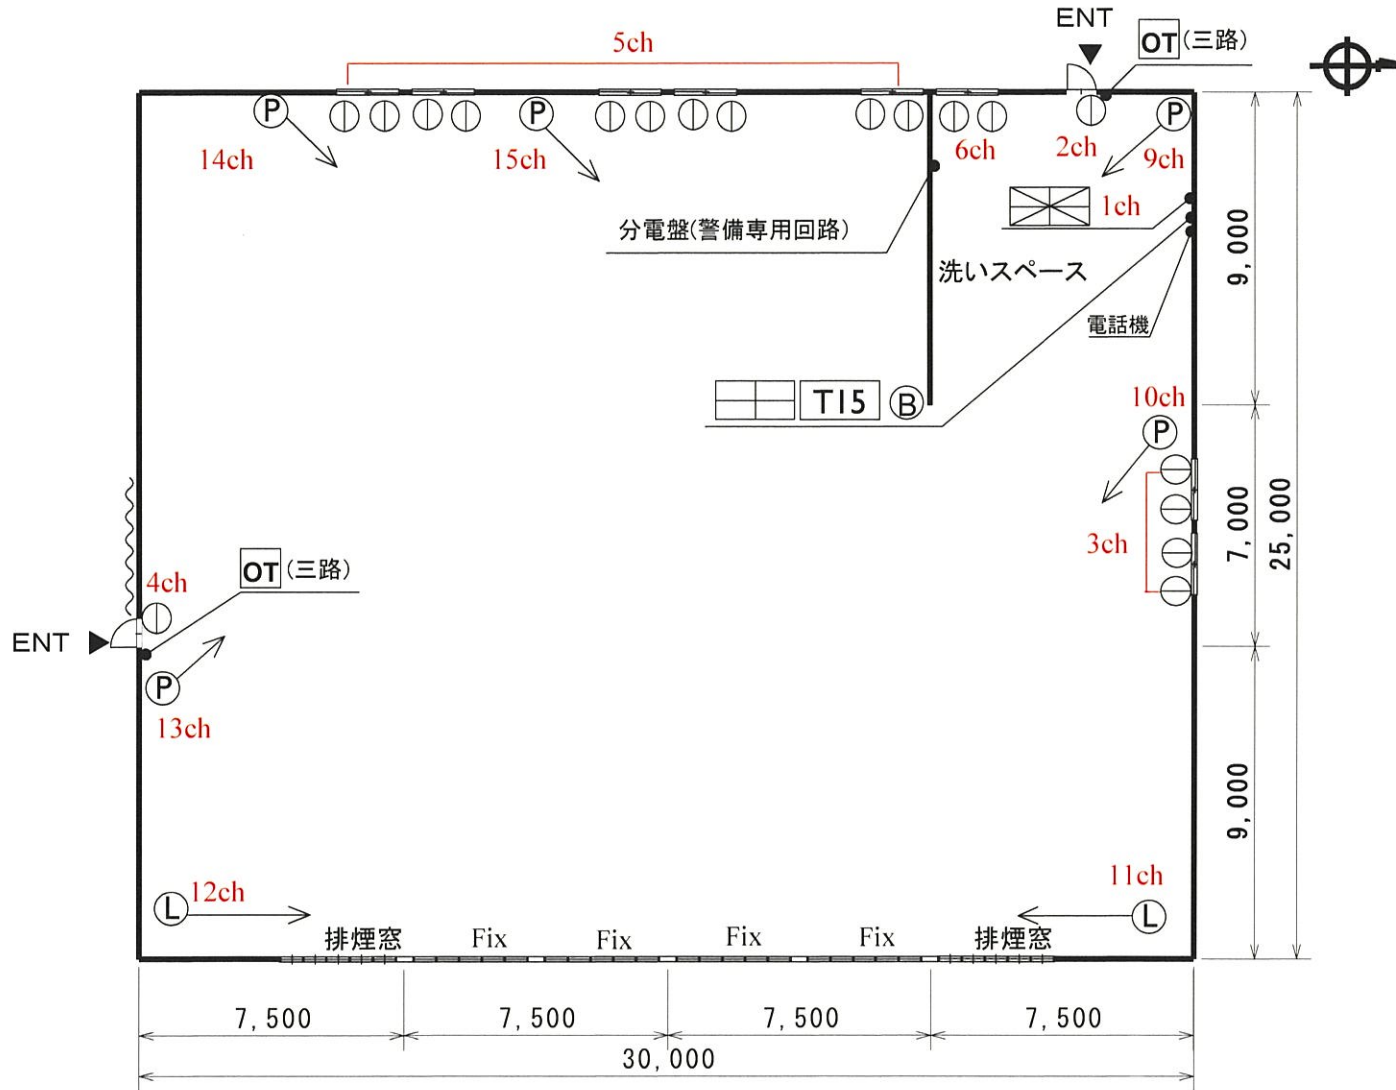 ENT
5ch
OT (三路)
P
P
P
14ch
15ch
6ch
2ch
9ch
1ch
分電盤(警備専用回路)
洗いスペース
9,000
電話機
T15
B
10ch
P
3ch
7,000
25,000
OT (三路)
4ch
ENT
P
13ch
9,000
12ch
11ch
L
L
排煙窓
Fix
Fix
Fix
Fix
排煙窓
7,500
7,500
7,500
7,500
30,000